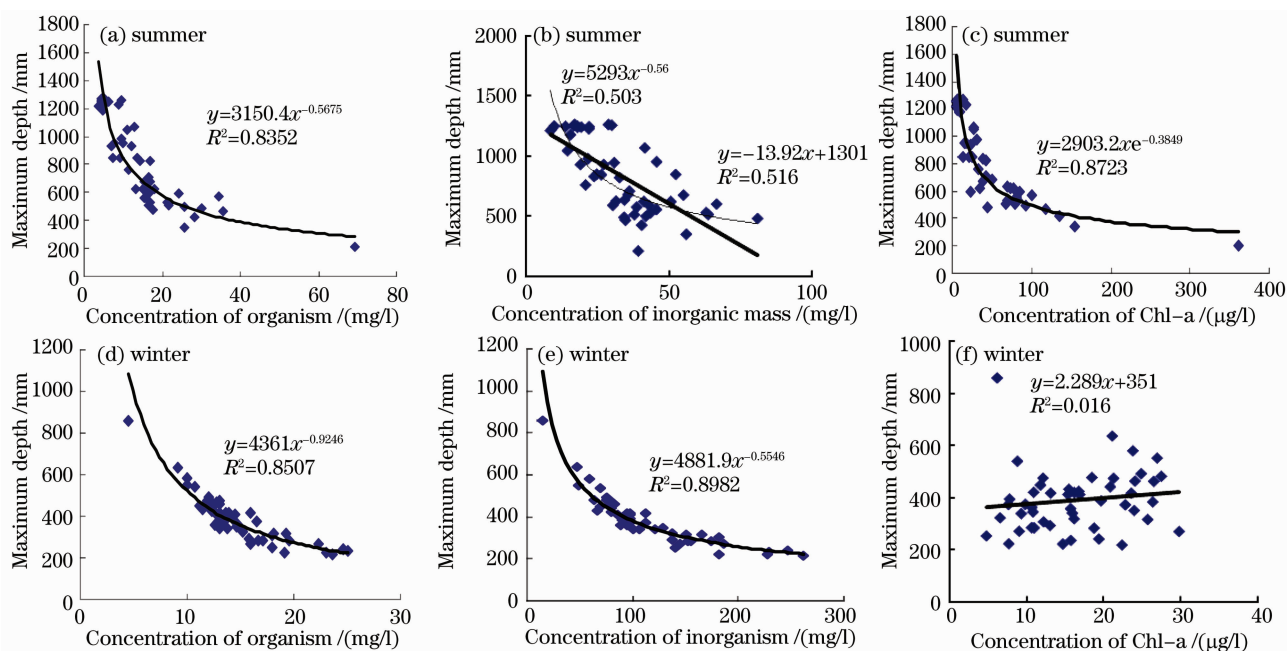 (a) summer
Maximum depth /mm
1800
1600
1400
1200
1000
800
600
400
200
0
y=3150.4x^−0.5675
R²=0.8352
0 20 40 60 80
Concentration of organism /(mg/l)
(b) summer
Maximum depth /mm
2000
1500
1000
500
0
y=5293x^−0.56
R²=0.503
y=−13.92x+1301
R²=0.516
0 50 100
Concentration of inorganic mass /(mg/l)
(c) summer
Maximum depth /mm
1800
1600
1400
1200
1000
800
600
400
200
0
y=2903.2xe^−0.3849
R²=0.8723
0 100 200 300 400
Concentration of Chl−a /(μg/l)
(d) winter
Maximum depth /mm
1200
1000
800
600
400
200
0
y=4361x^−0.9246
R²=0.8507
0 10 20 30
Concentration of organism /(mg/l)
(e) winter
Maximum depth /mm
1200
1000
800
600
400
200
0
y=4881.9x^−0.5546
R²=0.8982
0 100 200 300
Concentration of inorganism /(mg/l)
(f) winter
Maximum depth /mm
1000
800
600
400
200
0
y=2.289x+351
R²=0.016
0 10 20 30 40
Concentration of Chl−a /(μg/l)